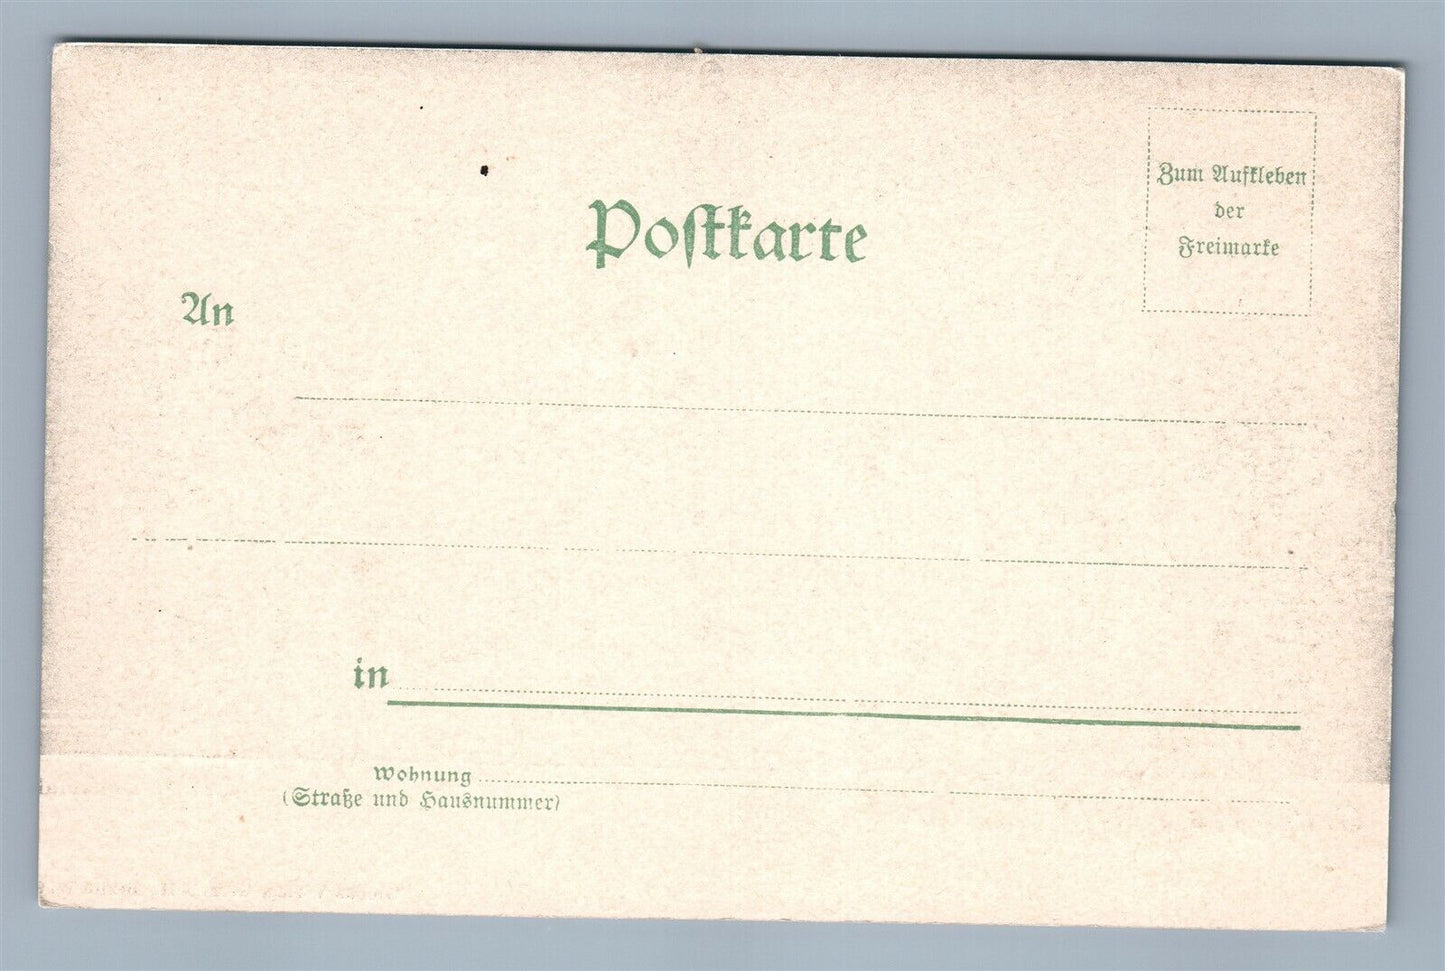 Postkarte
Zum Aufkleben
der
Freimarke
An
in
Wohnung
(Straße und Hausnummer)